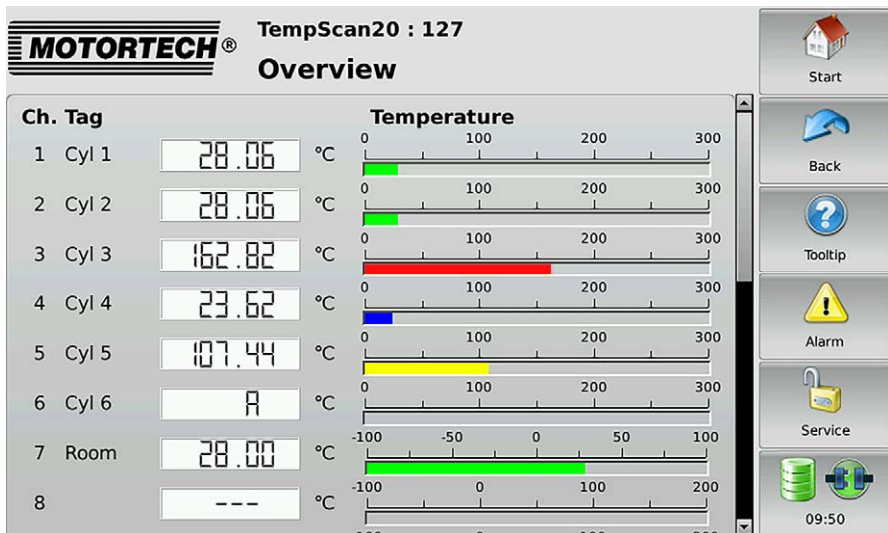 MOTORTECH®
TempScan20 : 127
Overview
Start
Back
Tooltip
Alarm
Service
09:50
Ch. Tag Temperature
1 Cyl 1 28.06 °C 0 100 200 300
2 Cyl 2 28.06 °C 0 100 200 300
3 Cyl 3 162.82 °C 0 100 200 300
4 Cyl 4 23.62 °C 0 100 200 300
5 Cyl 5 107.44 °C 0 100 200 300
6 Cyl 6 A °C 0 100 200 300
7 Room 28.00 °C -100 -50 0 50 100
8 --- °C -100 0 100 200